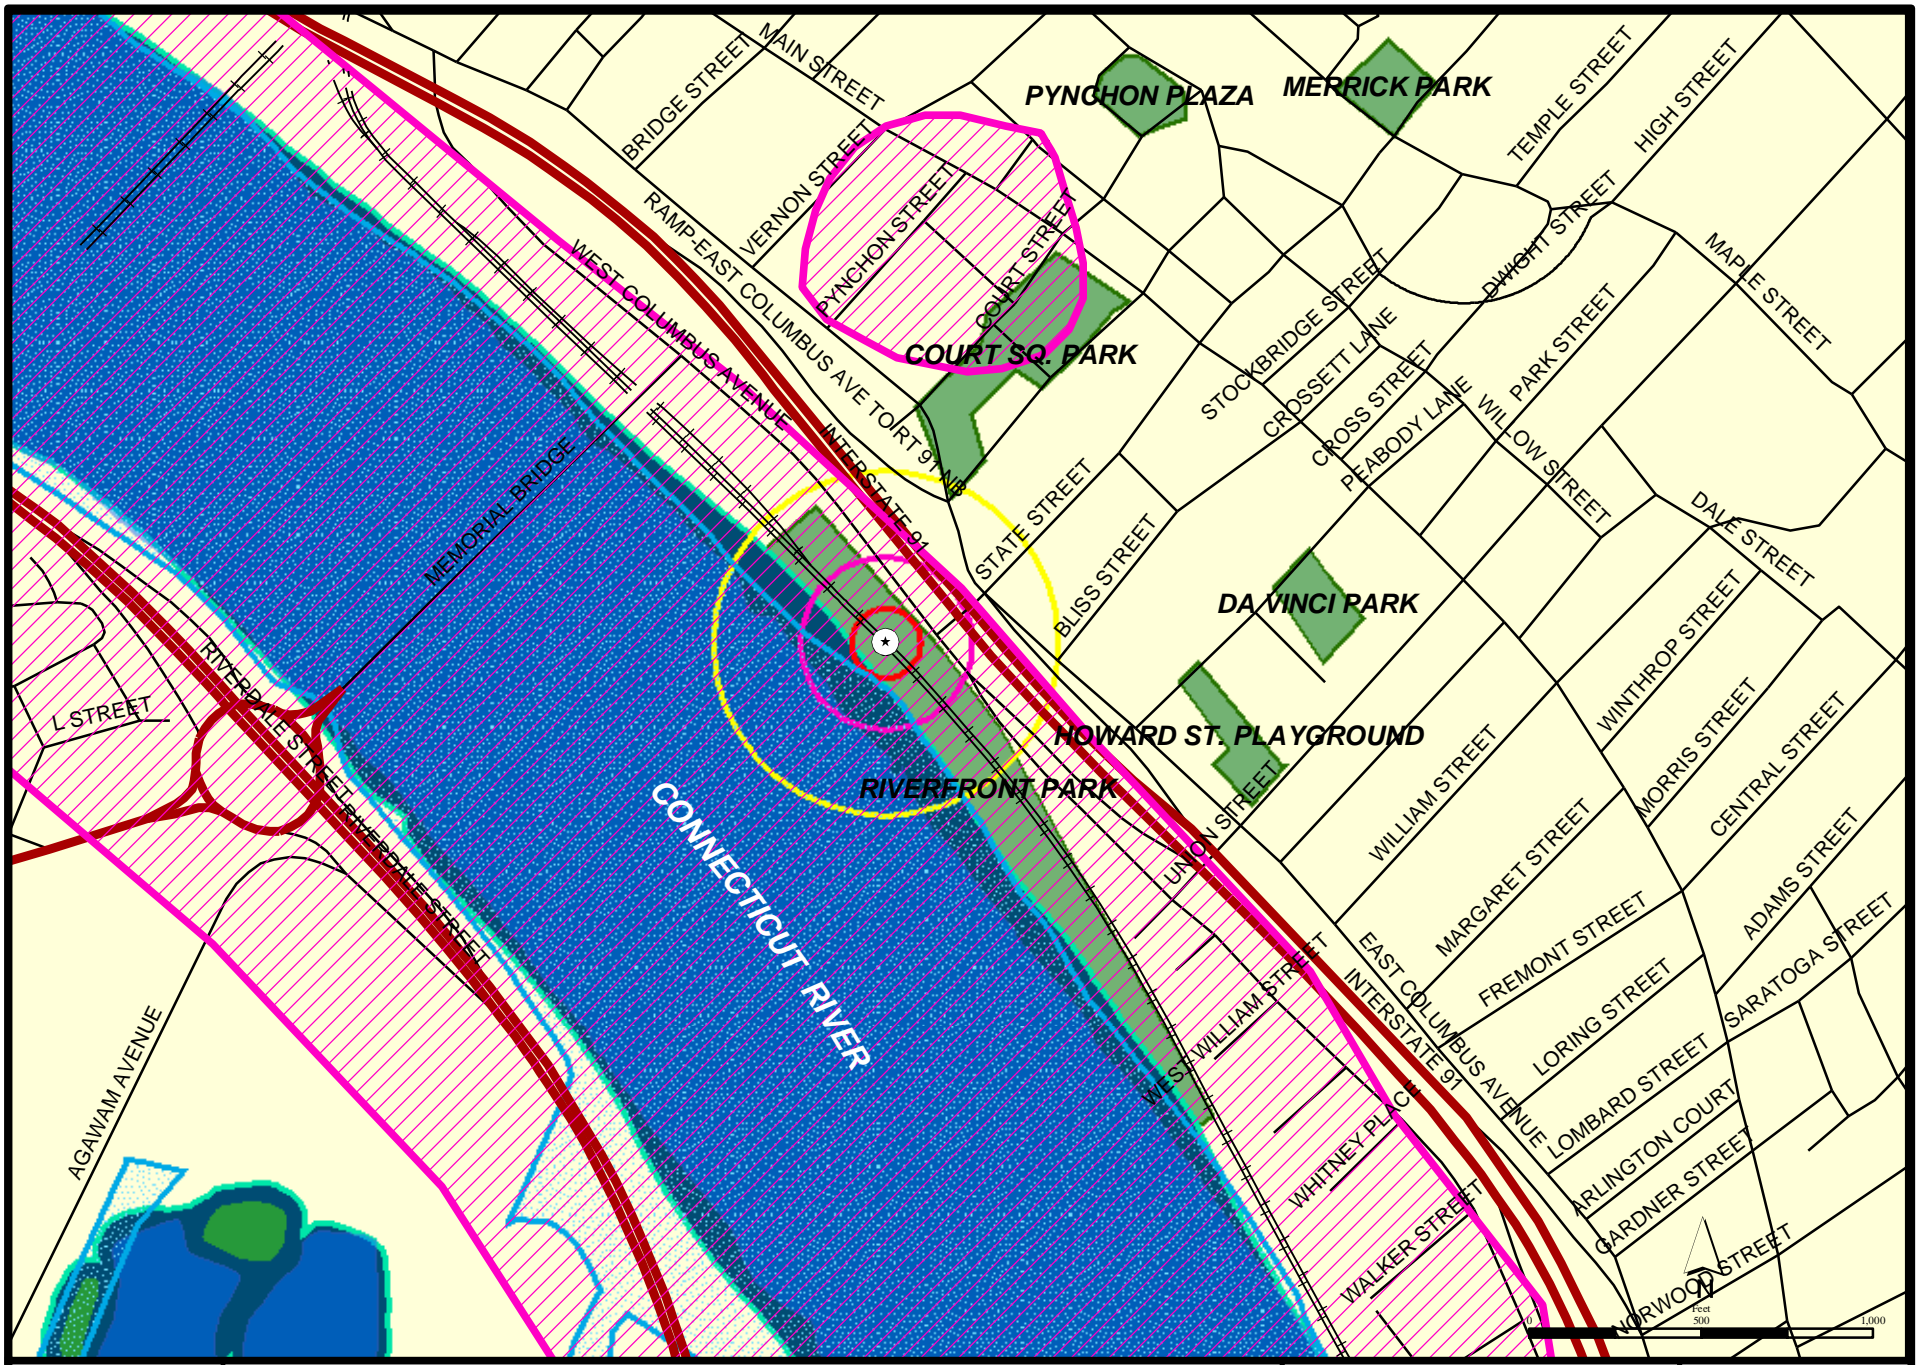 MAIN STREET
BRIDGE STREET
PYNCHON PLAZA
MERRICK PARK
TEMPLE STREET
HIGH STREET
VERNON STREET
PYNCHON STREET
COURT STREET
RAMP-EAST COLUMBUS AVE TO RT 91 NB
WEST COLUMBUS AVENUE
DWIGHT STREET
MAPLE STREET
STOCKBRIDGE STREET
CROSSETT LANE
CROSS STREET
PEABODY LANE
PARK STREET
WILLOW STREET
COURT SQ. PARK
INTERSTATE 91
MEMORIAL BRIDGE
STATE STREET
BLISS STREET
DALE STREET
DA VINCI PARK
WINTHROP STREET
MORRIS STREET
CENTRAL STREET
L STREET
RIVERDALE STREET
RIVERDALE STREET
HOWARD ST. PLAYGROUND
RIVERFRONT PARK
CONNECTICUT RIVER
UNION STREET
WILLIAM STREET
MARGARET STREET
ADAMS STREET
FREMONT STREET
SARATOGA STREET
EAST COLUMBUS AVENUE
INTERSTATE 91
LORING STREET
WEST WILLIAM STREET
LOMBARD STREET
AGAWAM AVENUE
WHITNEY PLACE
ARLINGTON COURT
GARDNER STREET
WALKER STREET
NORWOOD STREET
N
Feet
0 500 1,000